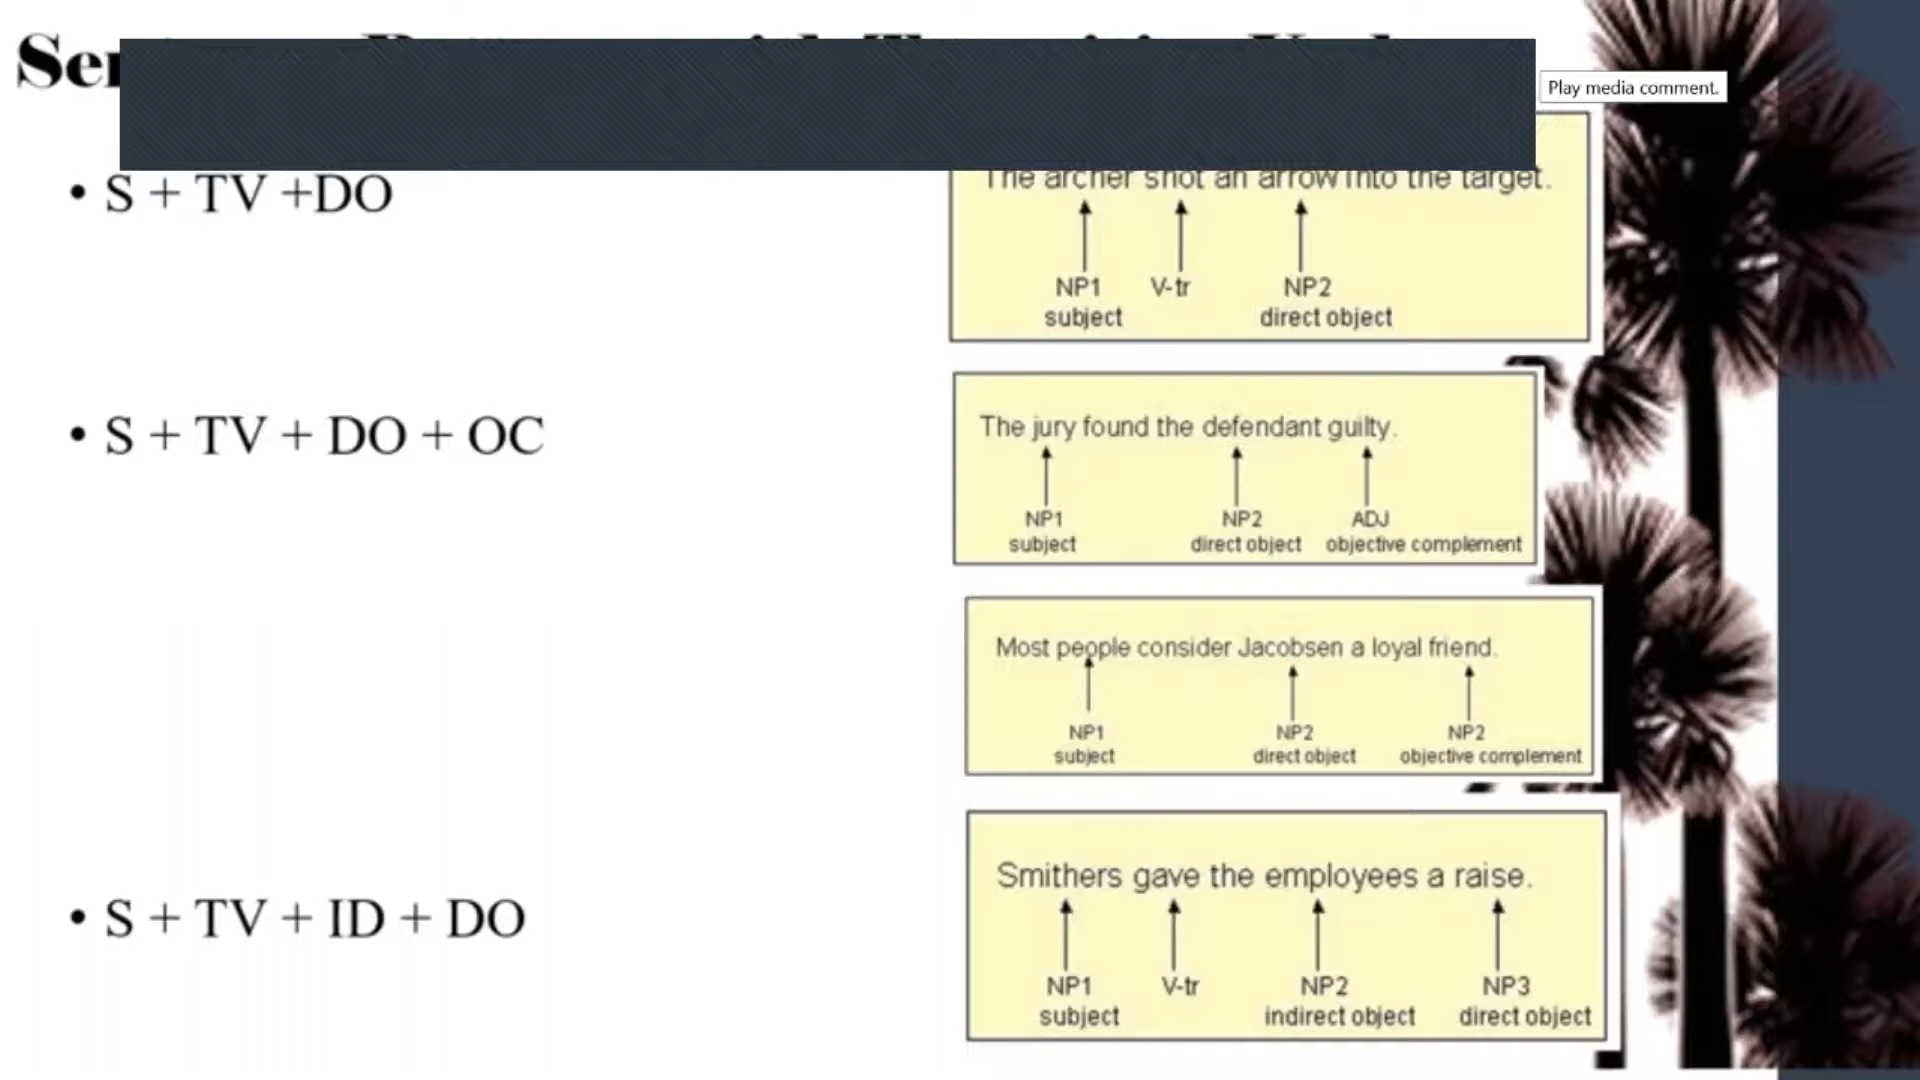 Play media comment.
• S + TV +DO
The archer shot an arrow into the target.
NP1 V-tr NP2
subject direct object
• S + TV + DO + OC
The jury found the defendant guilty.
NP1 NP2 ADJ
subject direct object objective complement
Most people consider Jacobsen a loyal friend.
NP1 NP2 NP2
subject direct object objective complement
• S + TV + ID + DO
Smithers gave the employees a raise.
NP1 V-tr NP2 NP3
subject indirect object direct object